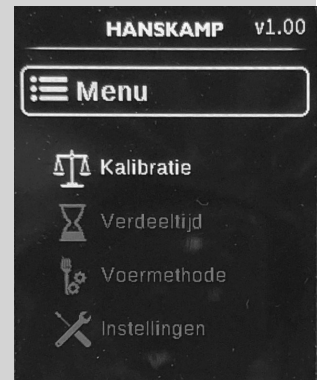 HANSKAMP v1.00
Menu
Kalibratie
Verdeeltijd
Voermethode
Instellingen